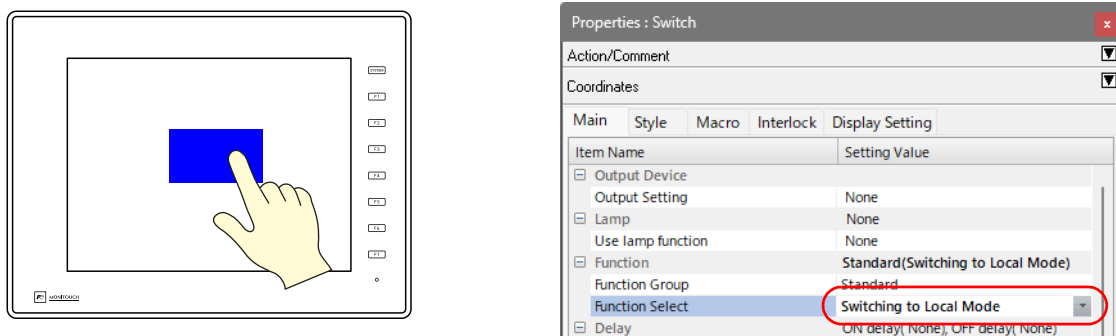 SYSTEM
F1
F2
F3
F4
F5
F6
F7
MONITOUCH
Properties : Switch
x
Action/Comment
Coordinates
Main Style Macro Interlock Display Setting
Item Name Setting Value
Output Device
Output Setting None
Lamp None
Use lamp function None
Function Standard(Switching to Local Mode)
Function Group Standard
Function Select Switching to Local Mode
Delay ON delay( None), OFF delay( None)